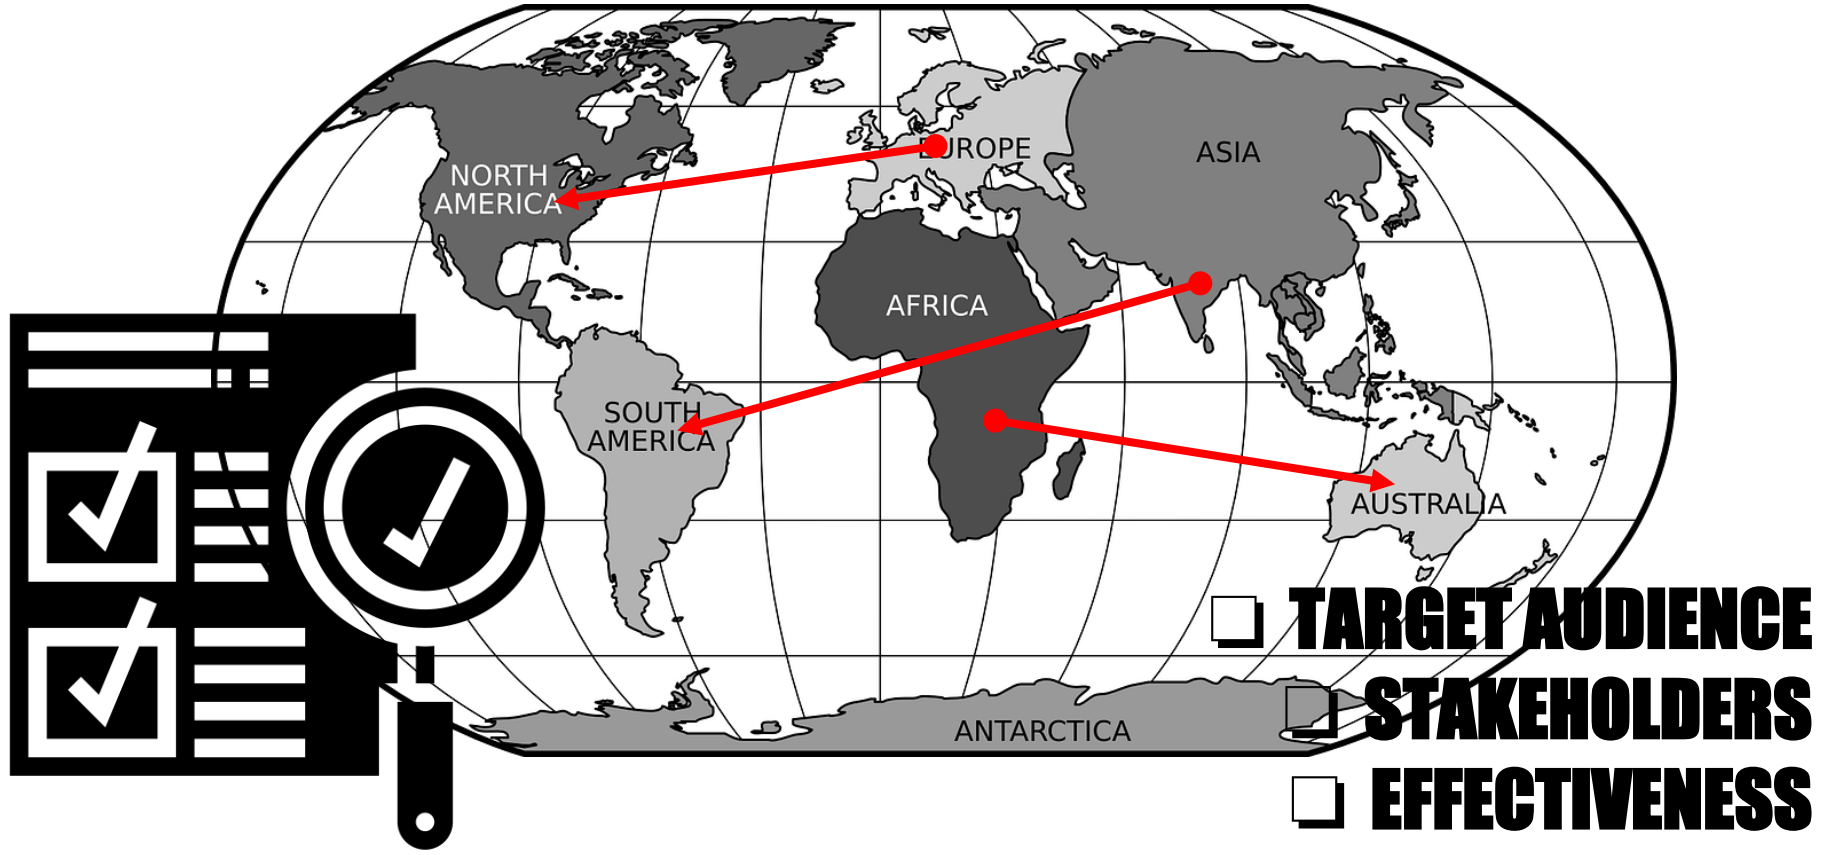 EUROPE
ASIA
NORTH
AMERICA
AFRICA
SOUTH
AMERICA
AUSTRALIA
TARGET AUDIENCE
STAKEHOLDERS
ANTARCTICA
EFFECTIVENESS